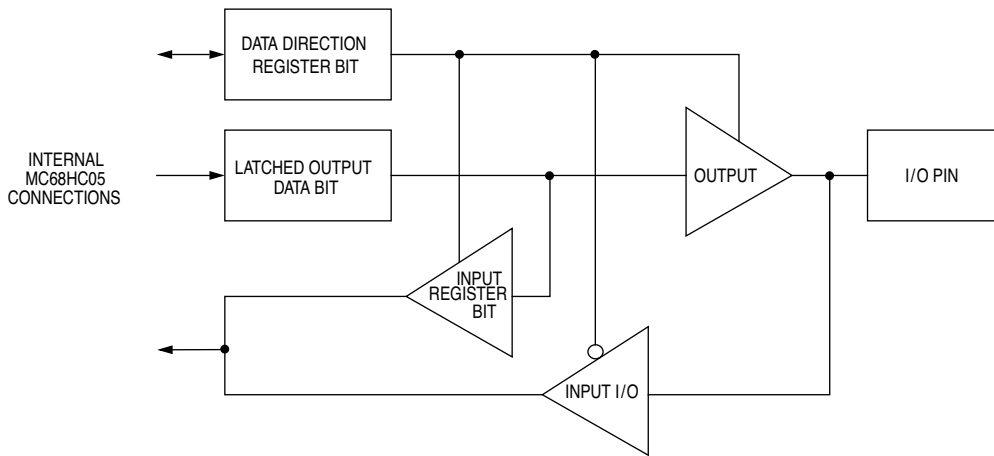 DATA DIRECTION
REGISTER BIT
INTERNAL
MC68HC05
CONNECTIONS
LATCHED OUTPUT
DATA BIT
OUTPUT
I/O PIN
INPUT
REGISTER
BIT
INPUT I/O